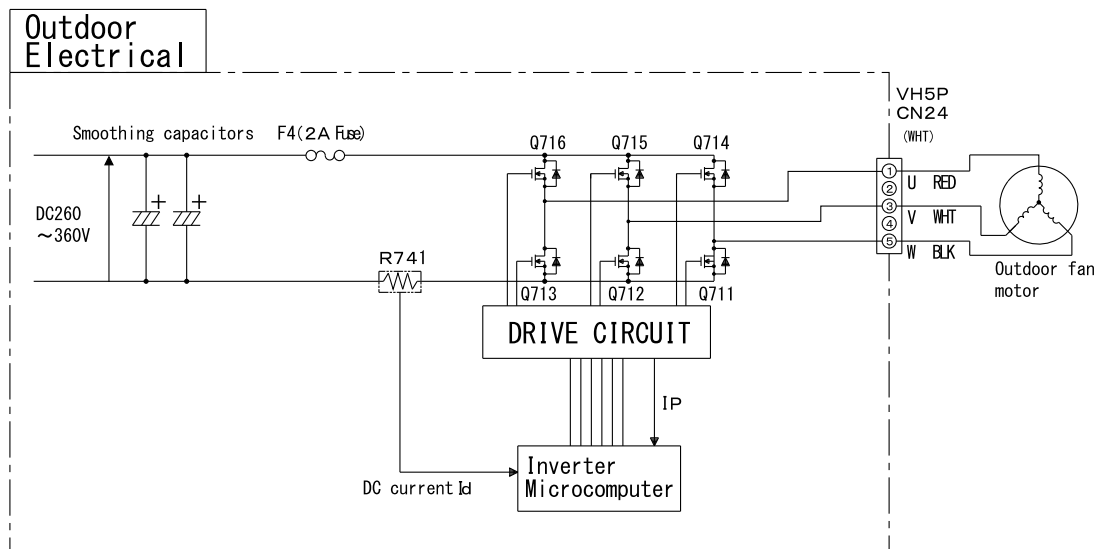 Outdoor
Electrical
Smoothing capacitors
F4(2A Fuse)
Q716
Q715
Q714
VH5P
CN24
(WHT)
+
+
DC260
～360V
①
②
③
④
⑤
U RED
V WHT
W BLK
R741
Q713
Q712
Q711
Outdoor fan
motor
DRIVE CIRCUIT
IP
Inverter
Microcomputer
DC current Id